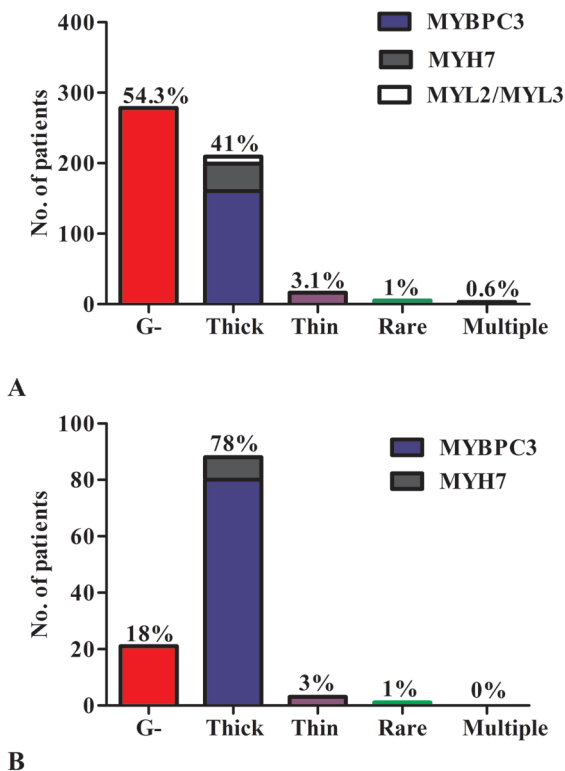 400
300
200
100
0
No. of patients
MYBPC3
MYH7
MYL2/MYL3
54.3%
41%
3.1%
1%
0.6%
G- Thick Thin Rare Multiple
A
100
80
60
40
20
0
No. of patients
MYBPC3
MYH7
18%
78%
3%
1%
0%
G- Thick Thin Rare Multiple
B